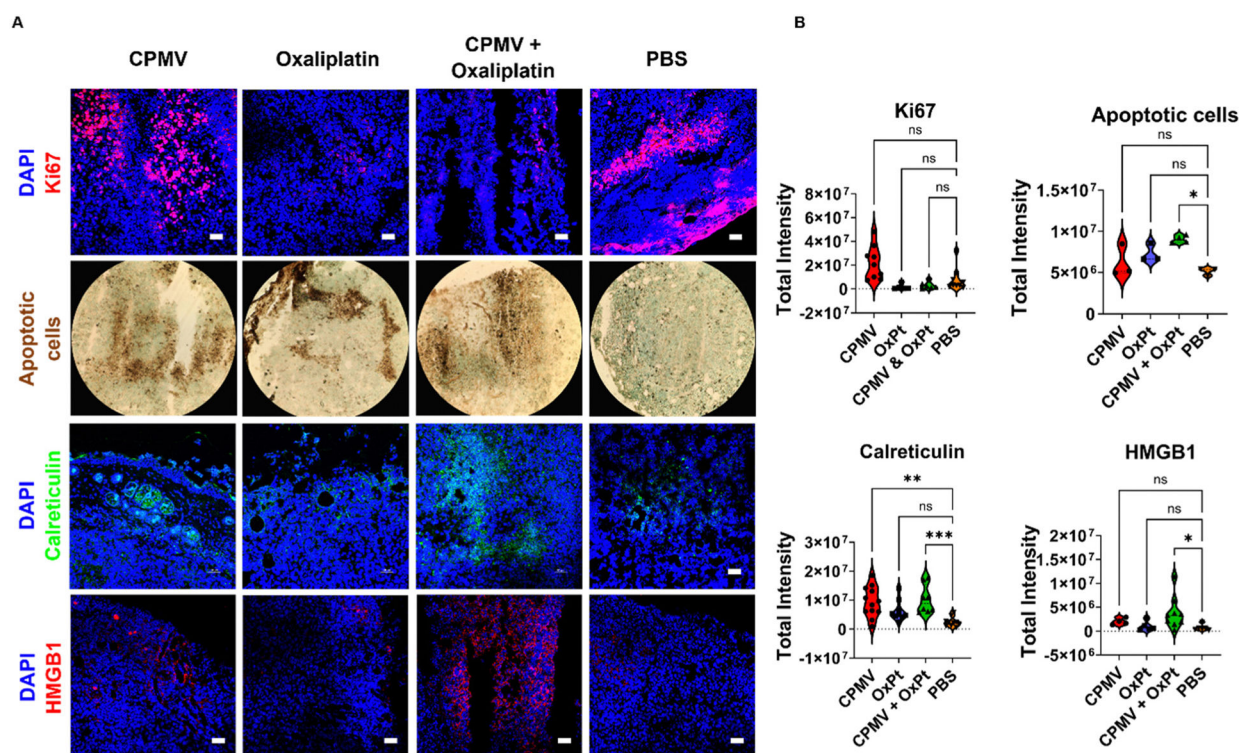 A
CPMV
Oxaliplatin
CPMV +
Oxaliplatin
PBS
DAPI
Ki67
Apoptotic
cells
DAPI
Calreticulin
DAPI
HMGB1
B
Ki67
ns
ns
ns
Total Intensity
8×10⁷
6×10⁷
4×10⁷
2×10⁷
0
-2×10⁷
CPMV
OxPt
CPMV & OxPt
PBS
Apoptotic cells
ns
ns
*
Total Intensity
1.5×10⁷
1.0×10⁷
5×10⁶
0
CPMV
OxPt
CPMV + OxPt
PBS
Calreticulin
**
ns
***
Total Intensity
3×10⁷
2×10⁷
1×10⁷
0
-1×10⁷
CPMV
OxPt
CPMV + OxPt
PBS
HMGB1
ns
ns
*
Total Intensity
2×10⁷
1.5×10⁷
1.0×10⁷
5×10⁶
0
-5×10⁶
CPMV
OxPt
CPMV + OxPt
PBS